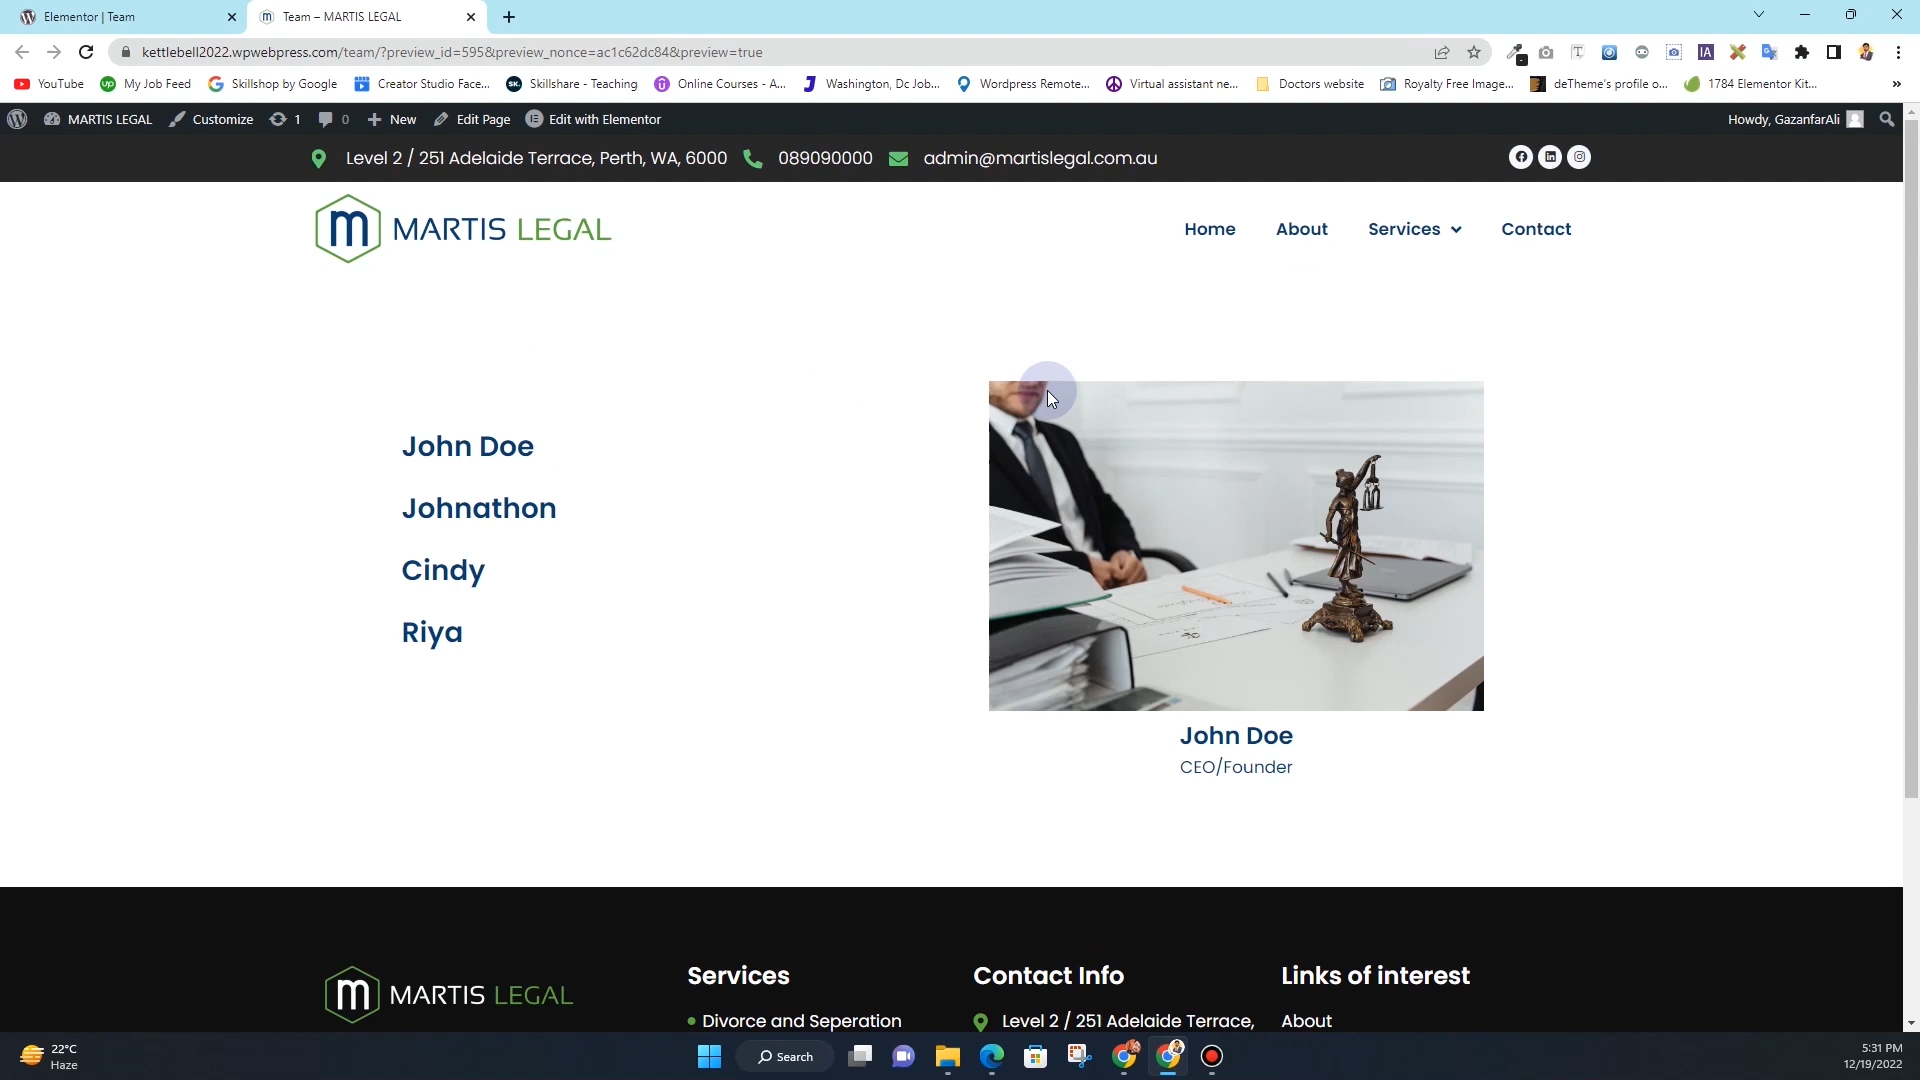 Elementor | Team
Team – MARTIS LEGAL
kettlebell2022.wpwebpress.com/team/?preview_id=595&preview_nonce=ac1c62dc84&preview=true
YouTube
My Job Feed
Skillshop by Google
Creator Studio Face...
Skillshare - Teaching
Online Courses - A...
Washington, Dc Job...
Wordpress Remote...
Virtual assistant ne...
Doctors website
Royalty Free Image...
deTheme's profile o...
1784 Elementor Kit...
»
MARTIS LEGAL
Customize
1
0
New
Edit Page
Edit with Elementor
Howdy, GazanfarAli
Level 2 / 251 Adelaide Terrace, Perth, WA, 6000
089090000
admin@martislegal.com.au
m MARTIS LEGAL
Home
About
Services
Contact
John Doe
Johnathon
Cindy
Riya
John Doe
CEO/Founder
m MARTIS LEGAL
Services
Divorce and Seperation
Contact Info
Level 2 / 251 Adelaide Terrace,
Links of interest
About
22°C
Haze
Search
5:31 PM
12/19/2022